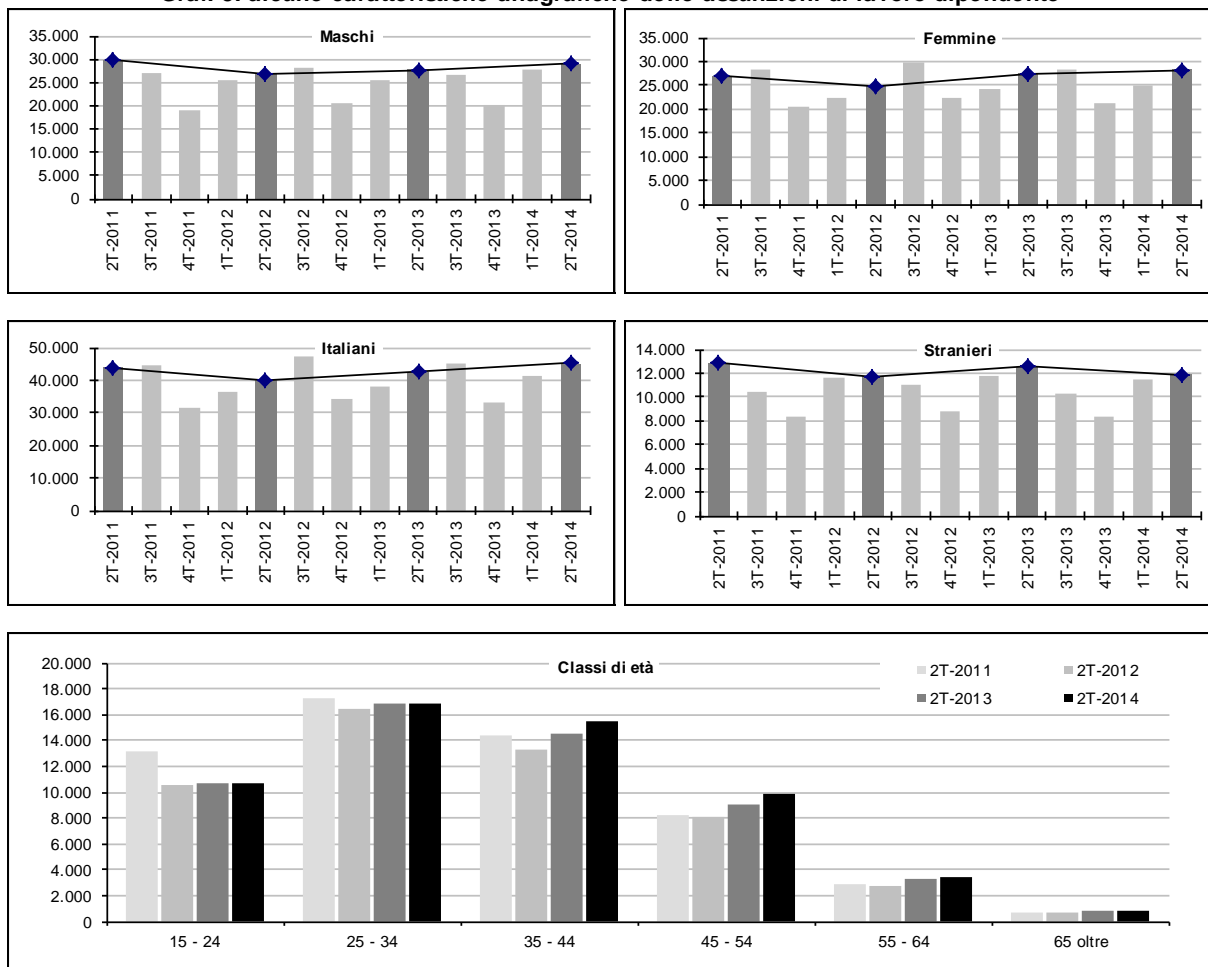 Maschi
35.000
30.000
25.000
20.000
15.000
10.000
5.000
0
2T-2011
3T-2011
4T-2011
1T-2012
2T-2012
3T-2012
4T-2012
1T-2013
2T-2013
3T-2013
4T-2013
1T-2014
2T-2014
Femmine
35.000
30.000
25.000
20.000
15.000
10.000
5.000
0
2T-2011
3T-2011
4T-2011
1T-2012
2T-2012
3T-2012
4T-2012
1T-2013
2T-2013
3T-2013
4T-2013
1T-2014
2T-2014
Italiani
50.000
40.000
30.000
20.000
10.000
0
2T-2011
3T-2011
4T-2011
1T-2012
2T-2012
3T-2012
4T-2012
1T-2013
2T-2013
3T-2013
4T-2013
1T-2014
2T-2014
Stranieri
14.000
12.000
10.000
8.000
6.000
4.000
2.000
0
2T-2011
3T-2011
4T-2011
1T-2012
2T-2012
3T-2012
4T-2012
1T-2013
2T-2013
3T-2013
4T-2013
1T-2014
2T-2014
Classi di età
2T-2011 2T-2012
2T-2013 2T-2014
20.000
18.000
16.000
14.000
12.000
10.000
8.000
6.000
4.000
2.000
0
15 - 24 25 - 34 35 - 44 45 - 54 55 - 64 65 oltre